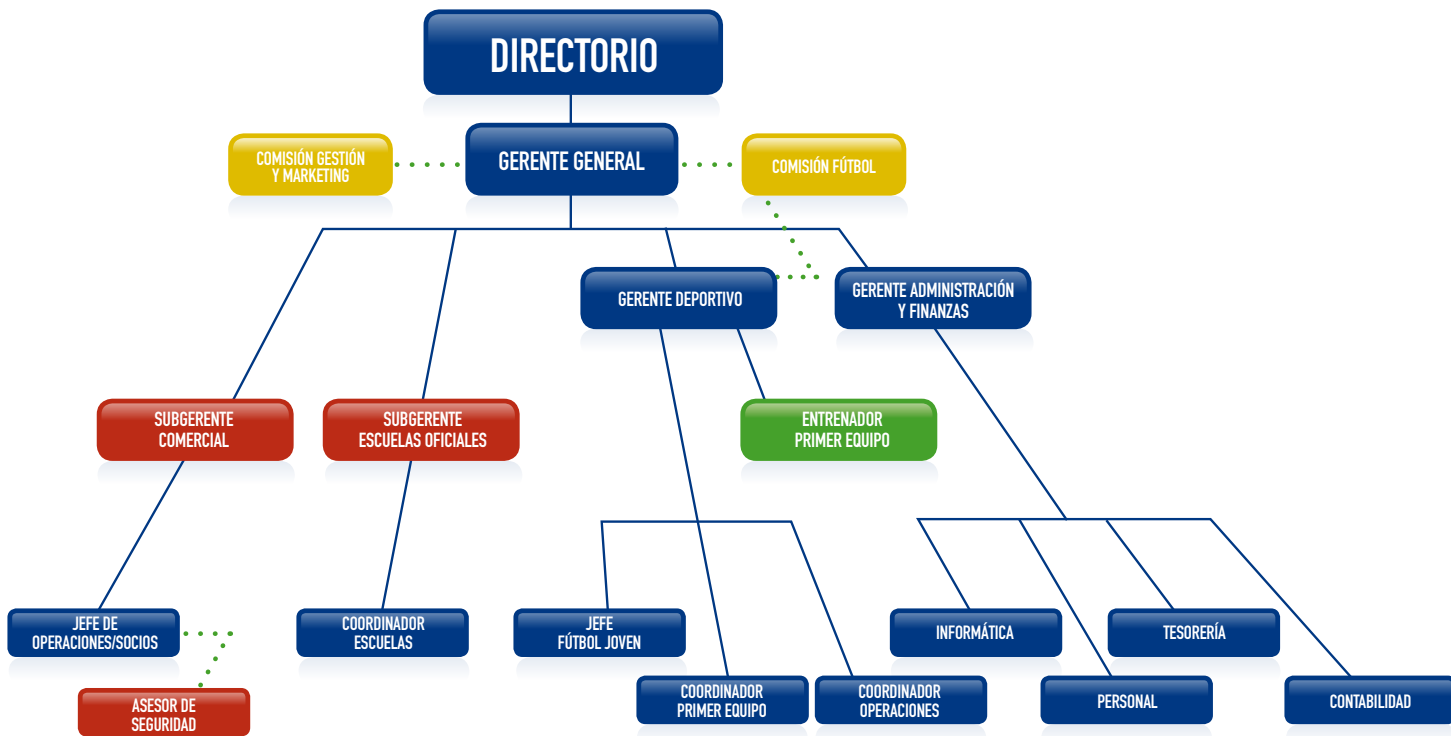 DIRECTORIO
COMISIÓN GESTIÓN
Y MARKETING
GERENTE GENERAL
COMISIÓN FÚTBOL
GERENTE DEPORTIVO
GERENTE ADMINISTRACIÓN
Y FINANZAS
SUBGERENTE
COMERCIAL
SUBGERENTE
ESCUELAS OFICIALES
ENTRENADOR
PRIMER EQUIPO
JEFE DE
OPERACIONES/SOCIOS
COORDINADOR
ESCUELAS
JEFE
FÚTBOL JOVEN
INFORMÁTICA
TESORERÍA
ASESOR DE
SEGURIDAD
COORDINADOR
PRIMER EQUIPO
COORDINADOR
OPERACIONES
PERSONAL
CONTABILIDAD